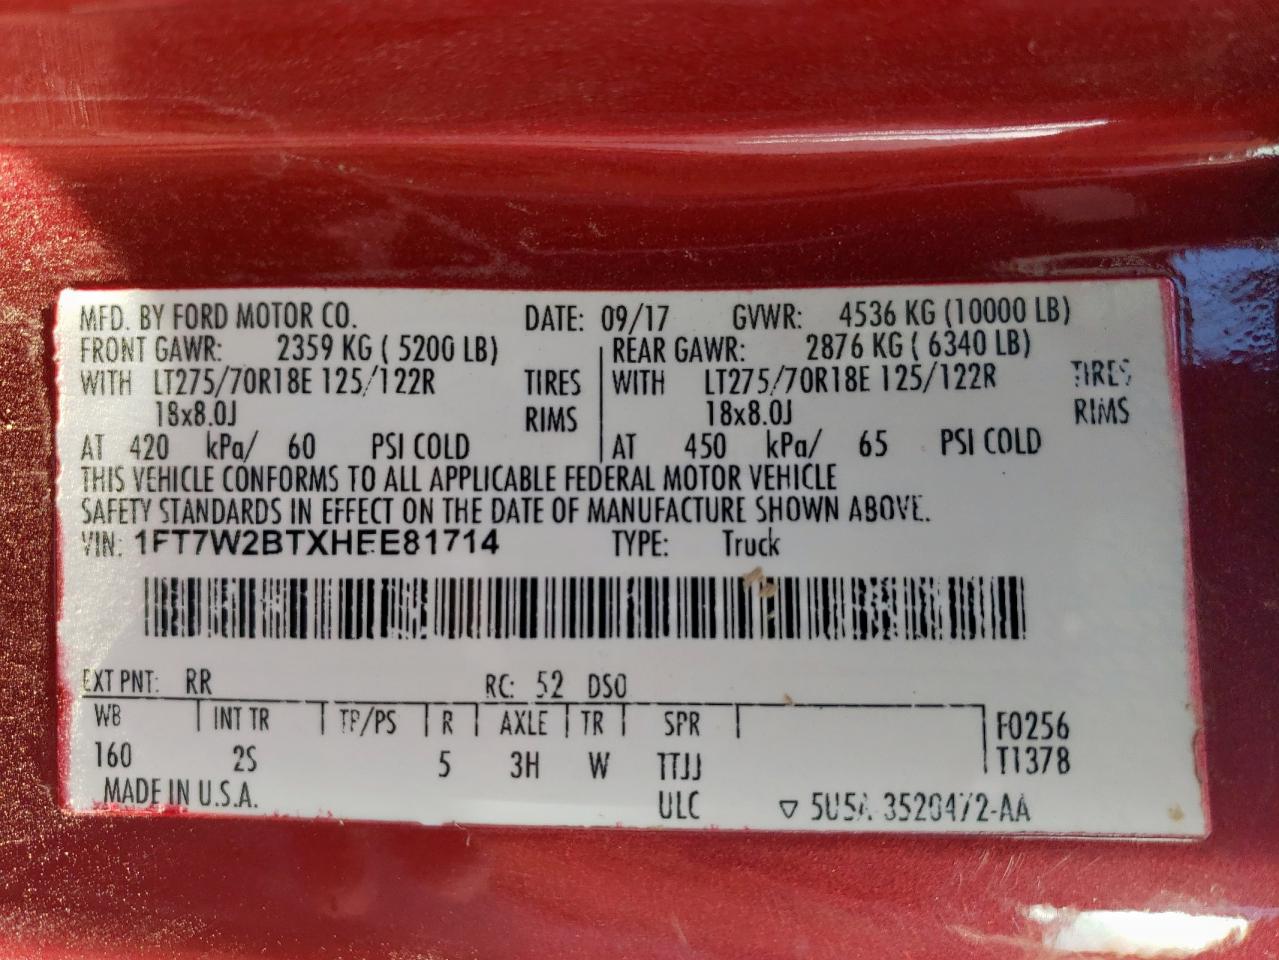 MFD. BY FORD MOTOR CO. DATE: 09/17 GVWR: 4536 KG (10000 LB)
FRONT GAWR: 2359 KG ( 5200 LB) REAR GAWR: 2876 KG ( 6340 LB)
WITH LT275/70R18E 125/122R TIRES WITH LT275/70R18E 125/122R TIRES
18x8.0J RIMS 18x8.0J RIMS
AT 420 kPa/ 60 PSI COLD AT 450 kPa/ 65 PSI COLD
THIS VEHICLE CONFORMS TO ALL APPLICABLE FEDERAL MOTOR VEHICLE
SAFETY STANDARDS IN EFFECT ON THE DATE OF MANUFACTURE SHOWN ABOVE.
VIN: 1FT7W2BTXHEE81714 TYPE: Truck
EXT PNT: RR RC: 52 DSO
WB INT TR TP/PS R AXLE TR SPR F0256
160 2S 5 3H W TTJJ T1378
MADE IN U.S.A. ULC ▽ 5U5A-3520472-AA